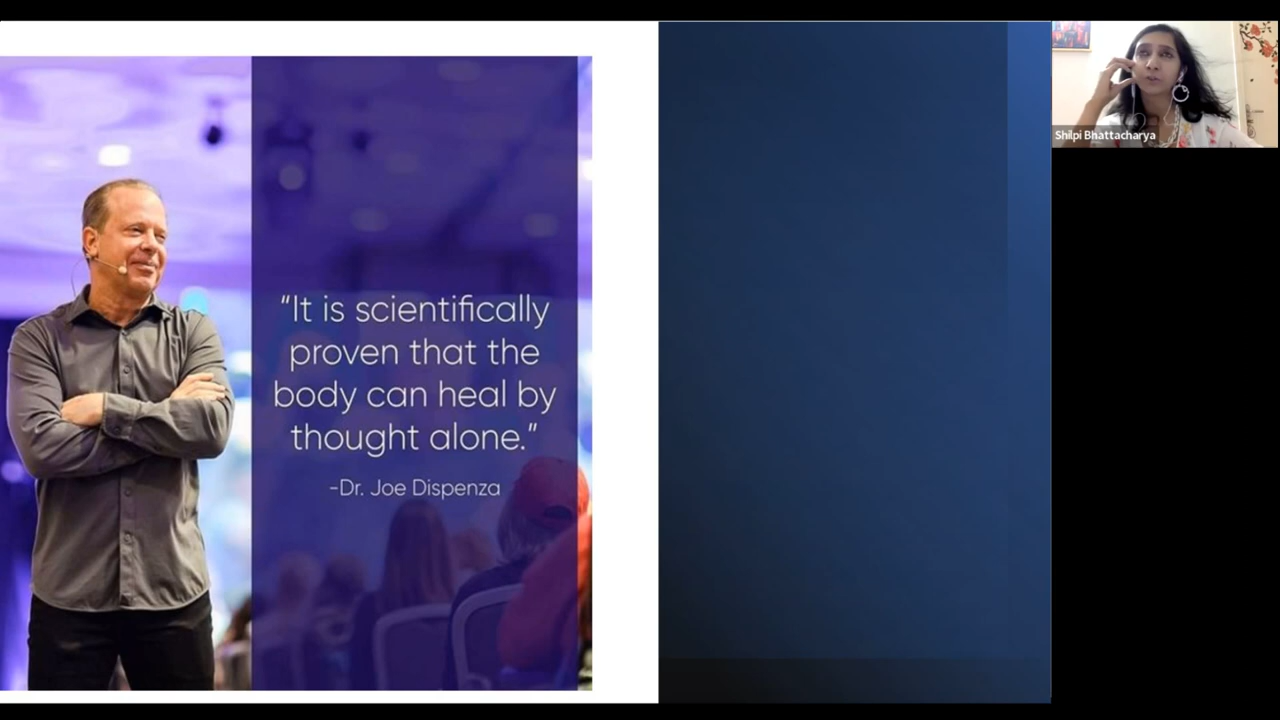 “It is scientifically
proven that the
body can heal by
thought alone.”
-Dr. Joe Dispenza
Shilpi Bhattacharya